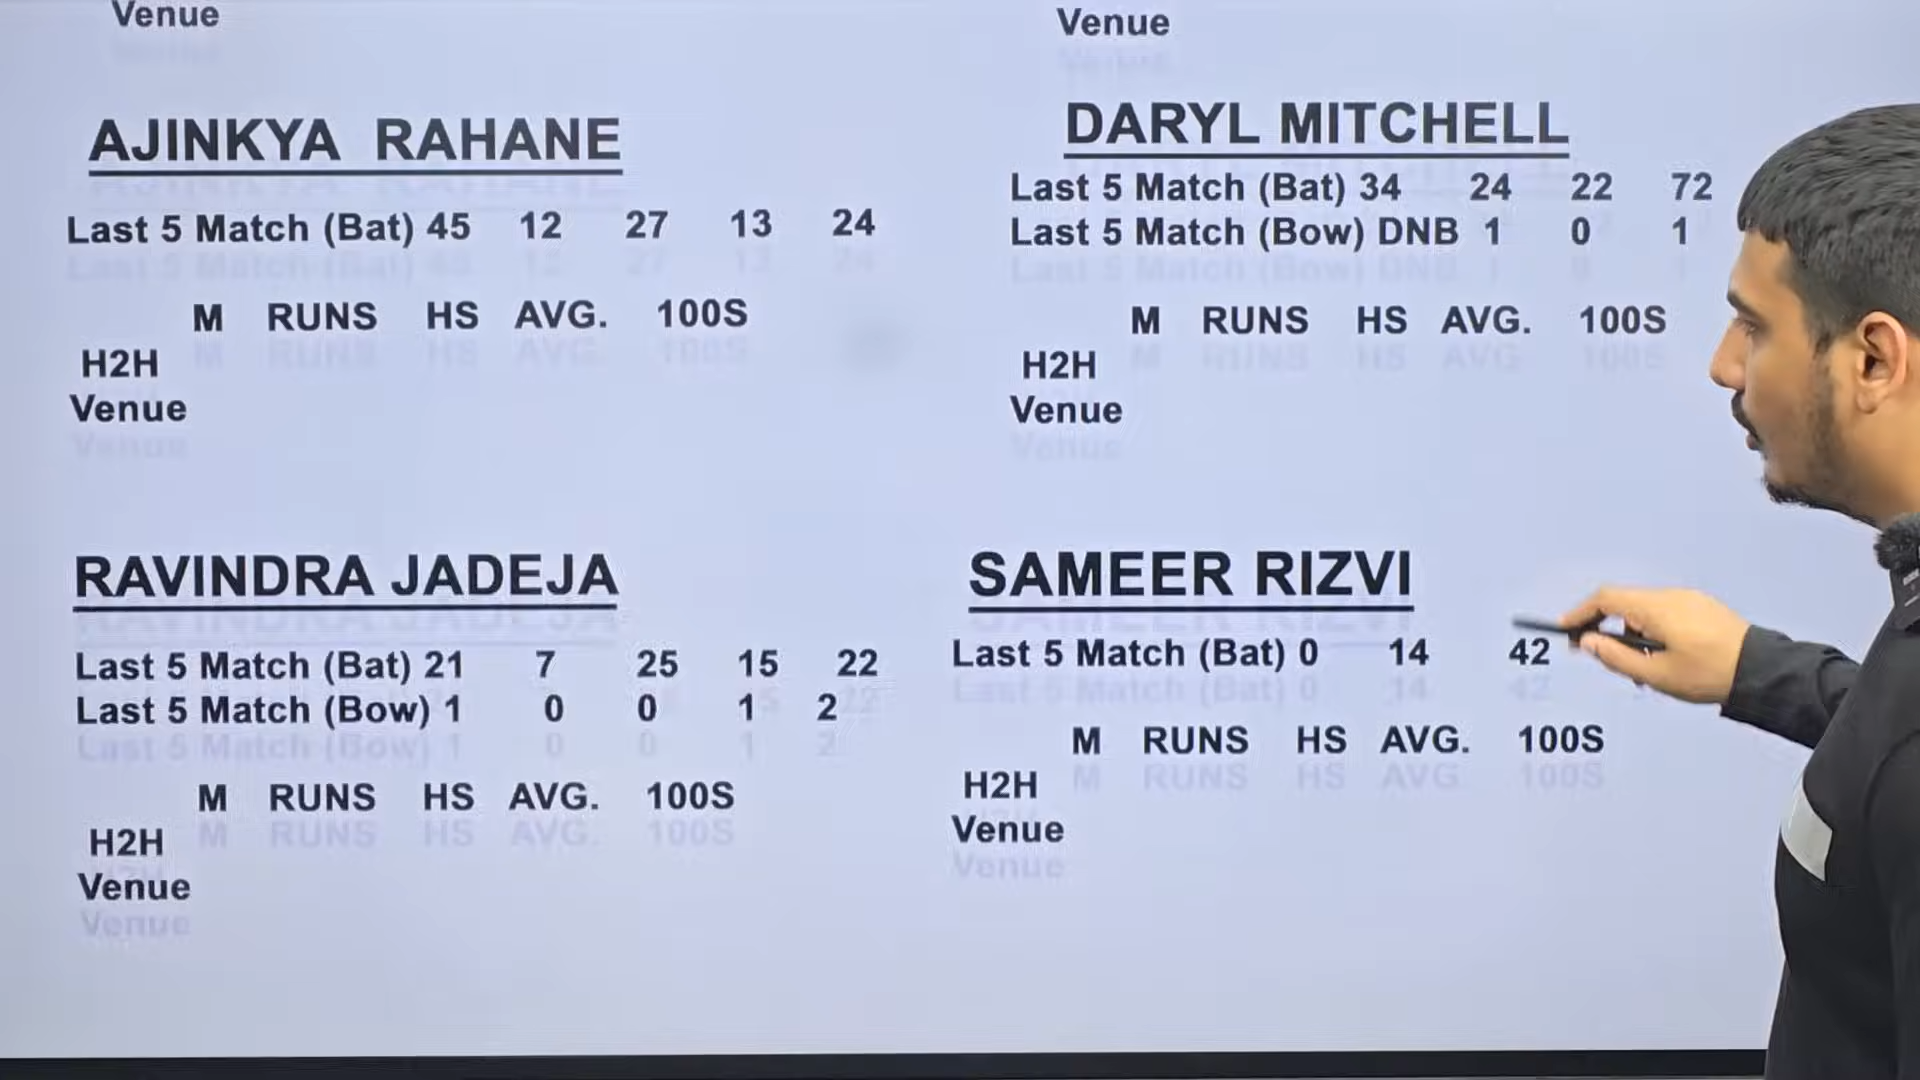 Venue
Venue
AJINKYA RAHANE
Last 5 Match (Bat) 45 12 27 13 24
M RUNS HS AVG. 100S
H2H
Venue
DARYL MITCHELL
Last 5 Match (Bat) 34 24 22 72
Last 5 Match (Bow) DNB 1 0 1
M RUNS HS AVG. 100S
H2H
Venue
RAVINDRA JADEJA
Last 5 Match (Bat) 21 7 25 15 22
Last 5 Match (Bow) 1 0 0 1 2
M RUNS HS AVG. 100S
H2H
Venue
SAMEER RIZVI
Last 5 Match (Bat) 0 14 42
M RUNS HS AVG. 100S
H2H
Venue